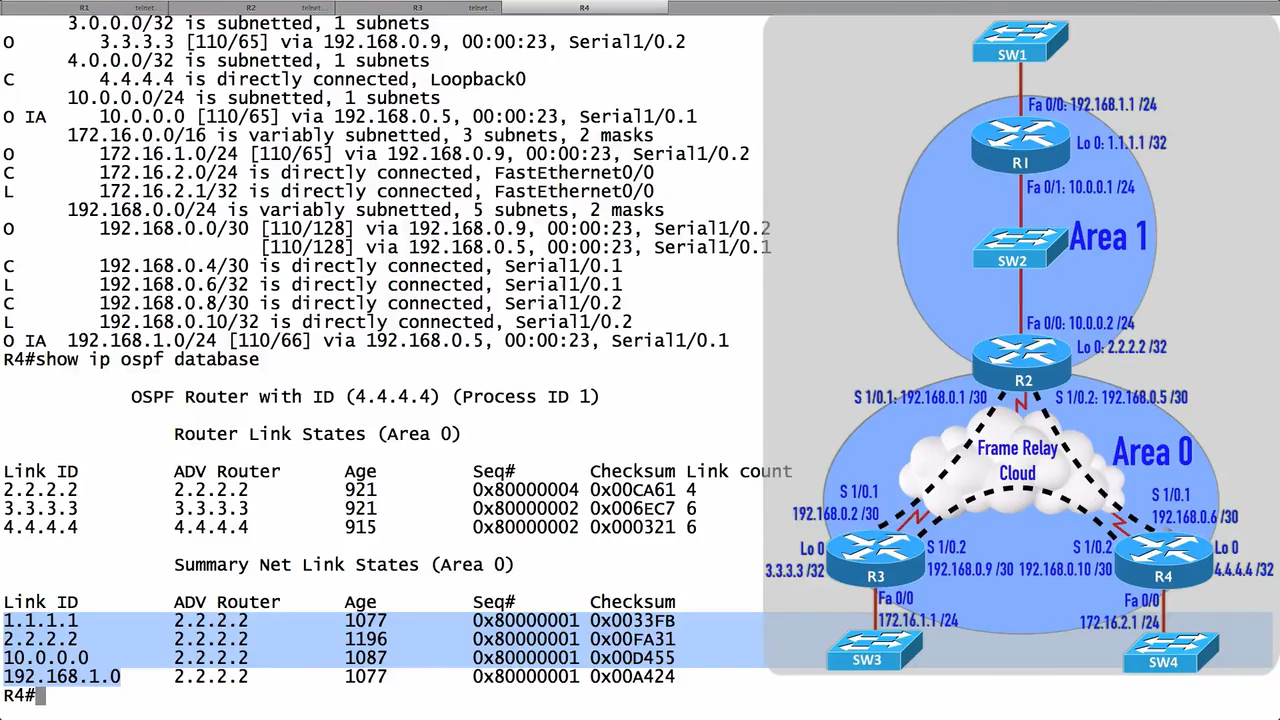 R1 telnet...
R2 telnet...
R3 telnet...
R4
3.0.0.0/32 is subnetted, 1 subnets
O 3.3.3.3 [110/65] via 192.168.0.9, 00:00:23, Serial1/0.2
4.0.0.0/32 is subnetted, 1 subnets
C 4.4.4.4 is directly connected, Loopback0
10.0.0.0/24 is subnetted, 1 subnets
O IA 10.0.0.0 [110/65] via 192.168.0.5, 00:00:23, Serial1/0.1
172.16.0.0/16 is variably subnetted, 3 subnets, 2 masks
O 172.16.1.0/24 [110/65] via 192.168.0.9, 00:00:23, Serial1/0.2
C 172.16.2.0/24 is directly connected, FastEthernet0/0
L 172.16.2.1/32 is directly connected, FastEthernet0/0
192.168.0.0/24 is variably subnetted, 5 subnets, 2 masks
O 192.168.0.0/30 [110/128] via 192.168.0.9, 00:00:23, Serial1/0.2
[110/128] via 192.168.0.5, 00:00:23, Serial1/0.1
C 192.168.0.4/30 is directly connected, Serial1/0.1
L 192.168.0.6/32 is directly connected, Serial1/0.1
C 192.168.0.8/30 is directly connected, Serial1/0.2
L 192.168.0.10/32 is directly connected, Serial1/0.2
O IA 192.168.1.0/24 [110/66] via 192.168.0.5, 00:00:23, Serial1/0.1
R4#show ip ospf database
OSPF Router with ID (4.4.4.4) (Process ID 1)
Router Link States (Area 0)
Link ID ADV Router Age Seq# Checksum Link count
2.2.2.2 2.2.2.2 921 0x80000004 0x00CA61 4
3.3.3.3 3.3.3.3 921 0x80000002 0x006EC7 6
4.4.4.4 4.4.4.4 915 0x80000002 0x000321 6
Summary Net Link States (Area 0)
Link ID ADV Router Age Seq# Checksum
1.1.1.1 2.2.2.2 1077 0x80000001 0x0033FB
2.2.2.2 2.2.2.2 1196 0x80000001 0x00FA31
10.0.0.0 2.2.2.2 1087 0x80000001 0x00D455
192.168.1.0 2.2.2.2 1077 0x80000001 0x00A424
R4#
SW1
Fa 0/0: 192.168.1.1 /24
R1
Lo 0: 1.1.1.1 /32
Fa 0/1: 10.0.0.1 /24
Area 1
SW2
Fa 0/0: 10.0.0.2 /24
Lo 0: 2.2.2.2 /32
R2
S 1/0.1: 192.168.0.1 /30
S 1/0.2: 192.168.0.5 /30
Frame Relay
Cloud
Area 0
S 1/0.1
192.168.0.2 /30
S 1/0.1
192.168.0.6 /30
Lo 0
3.3.3.3 /32
R3
S 1/0.2
192.168.0.9 /30
S 1/0.2
192.168.0.10 /30
R4
Lo 0
4.4.4.4 /32
Fa 0/0
172.16.1.1 /24
Fa 0/0
172.16.2.1 /24
SW3
SW4